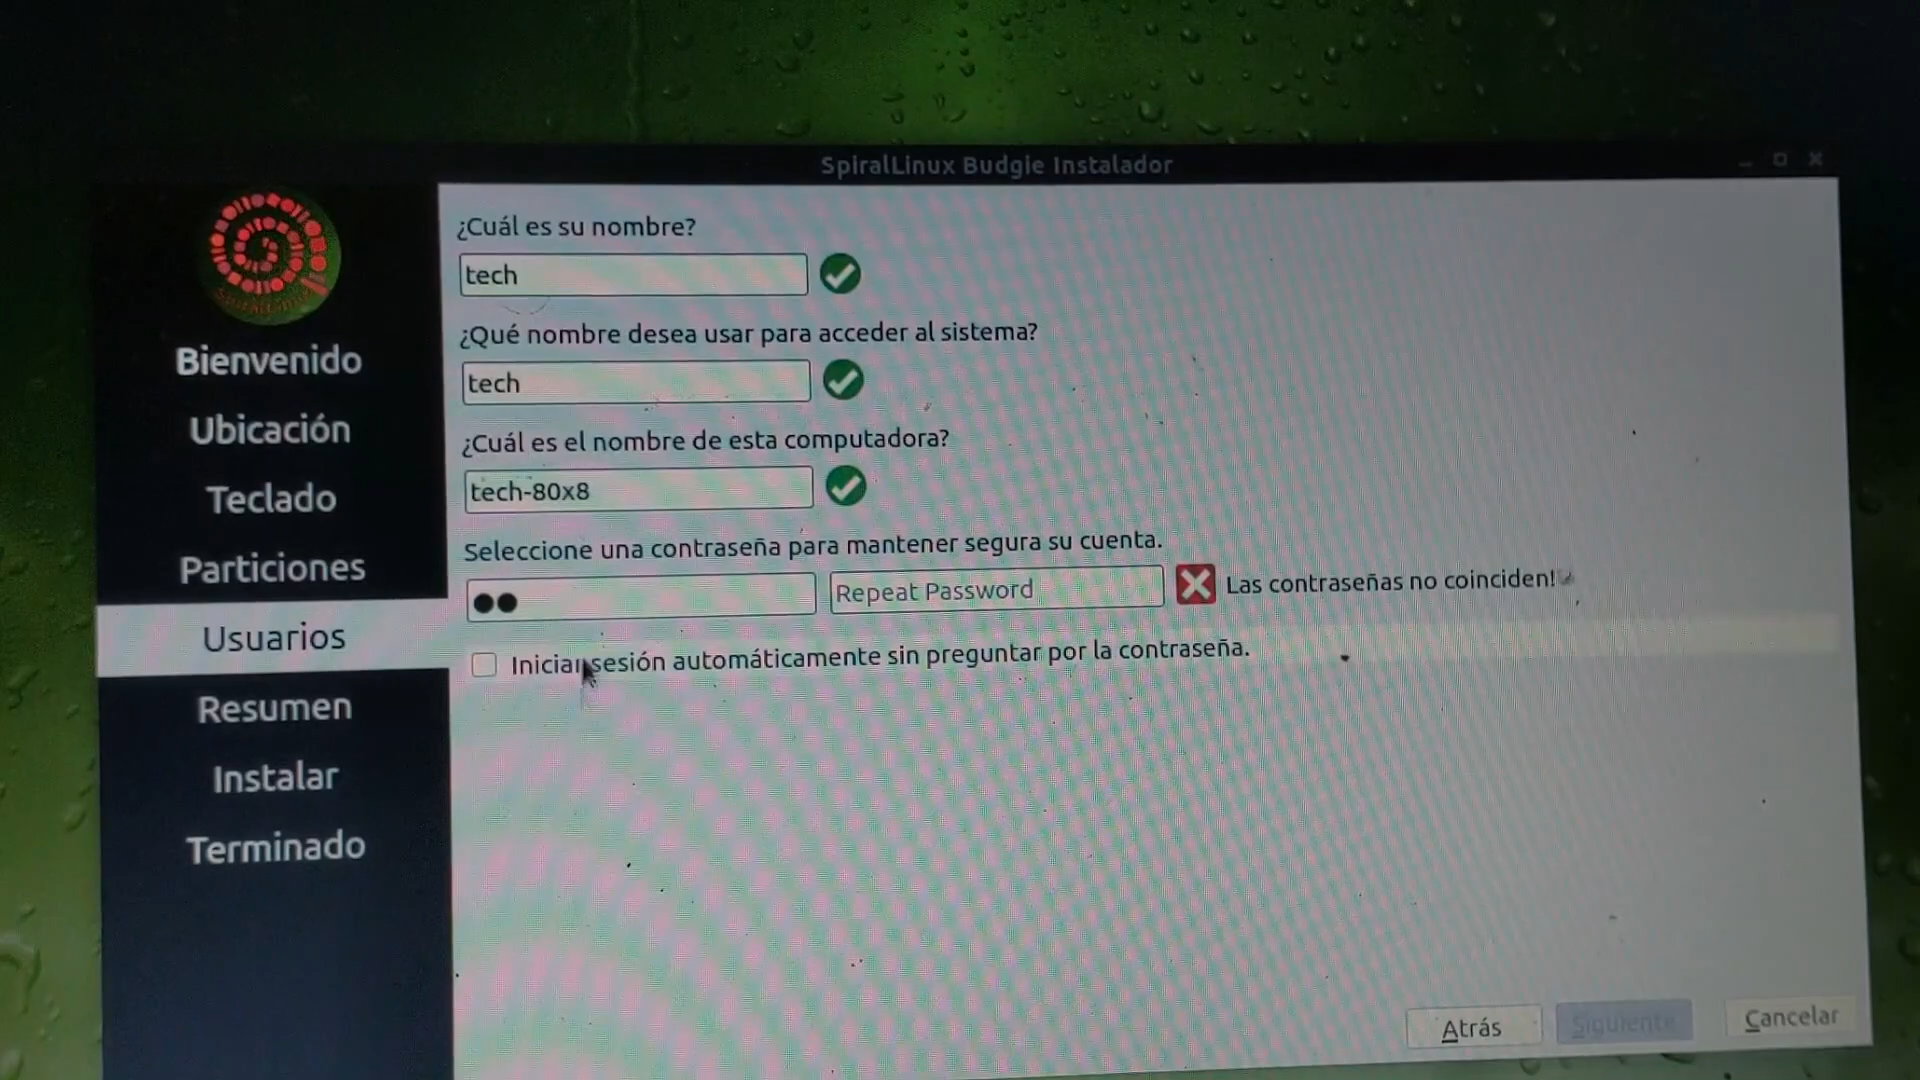 SpiralLinux Budgie Instalador
SpiralLinux
Bienvenido
Ubicación
Teclado
Particiones
Usuarios
Resumen
Instalar
Terminado
¿Cuál es su nombre?
tech
¿Qué nombre desea usar para acceder al sistema?
tech
¿Cuál es el nombre de esta computadora?
tech-80x8
Seleccione una contraseña para mantener segura su cuenta.
Repeat Password Las contraseñas no coinciden!
Iniciar sesión automáticamente sin preguntar por la contraseña.
Atrás Siguiente Cancelar